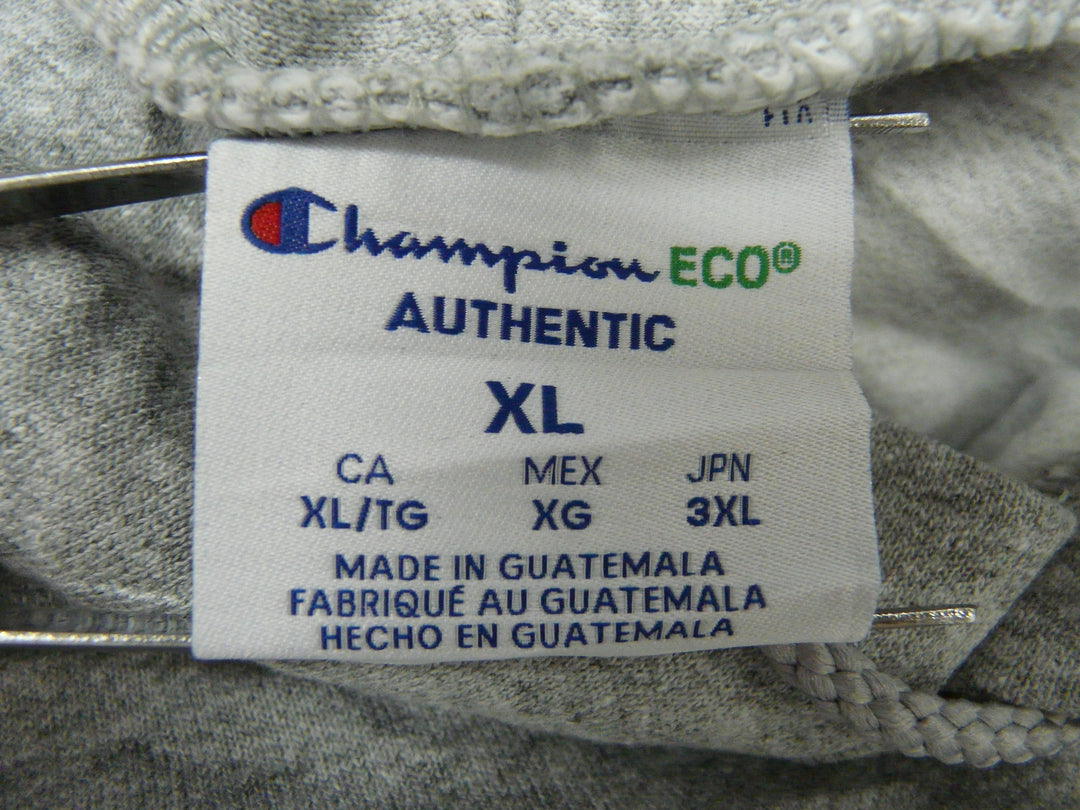 Champion ECO®
AUTHENTIC
XL
CA MEX JPN
XL/TG XG 3XL
MADE IN GUATEMALA
FABRIQUÉ AU GUATEMALA
HECHO EN GUATEMALA